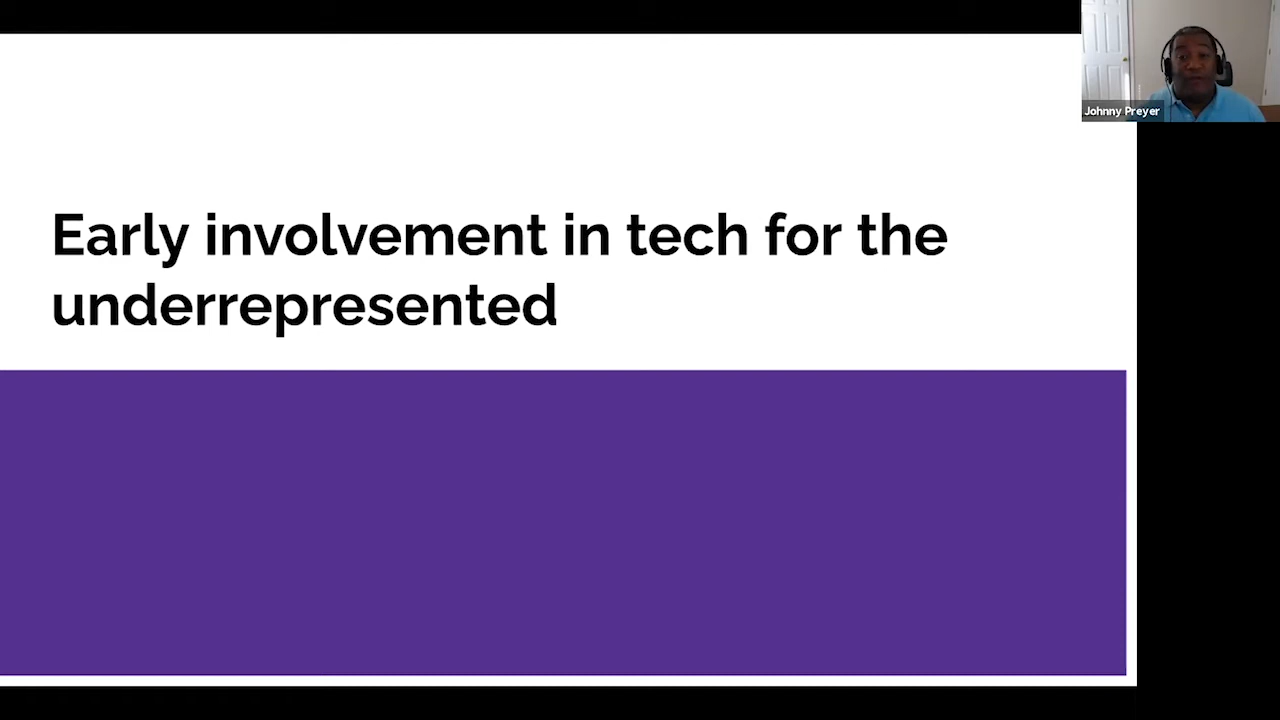 Johnny Preyer
Early involvement in tech for the
underrepresented